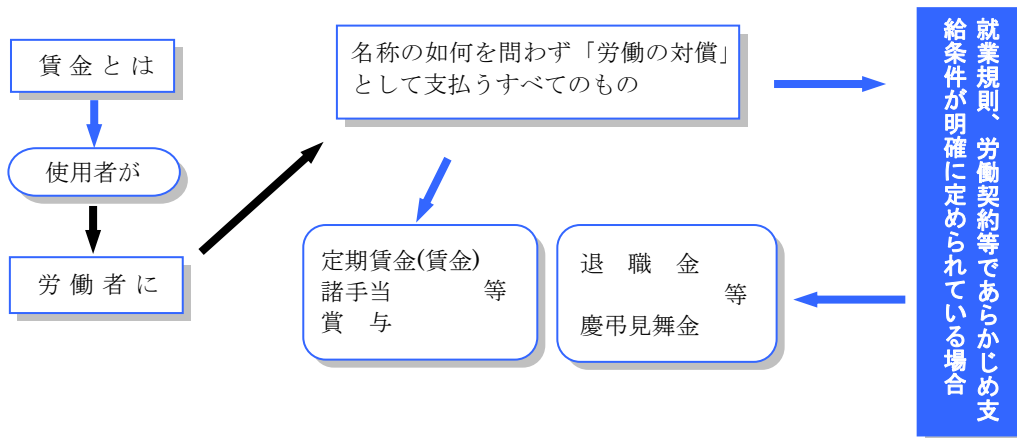 賃金とは
使用者が
労働者に
名称の如何を問わず「労働の対償」
として支払うすべてのもの
定期賃金(賃金)
諸手当　　　　等
賞　与
退　職　金
等
慶弔見舞金
就業規則、労働契約等であらかじめ支
給条件が明確に定められている場合